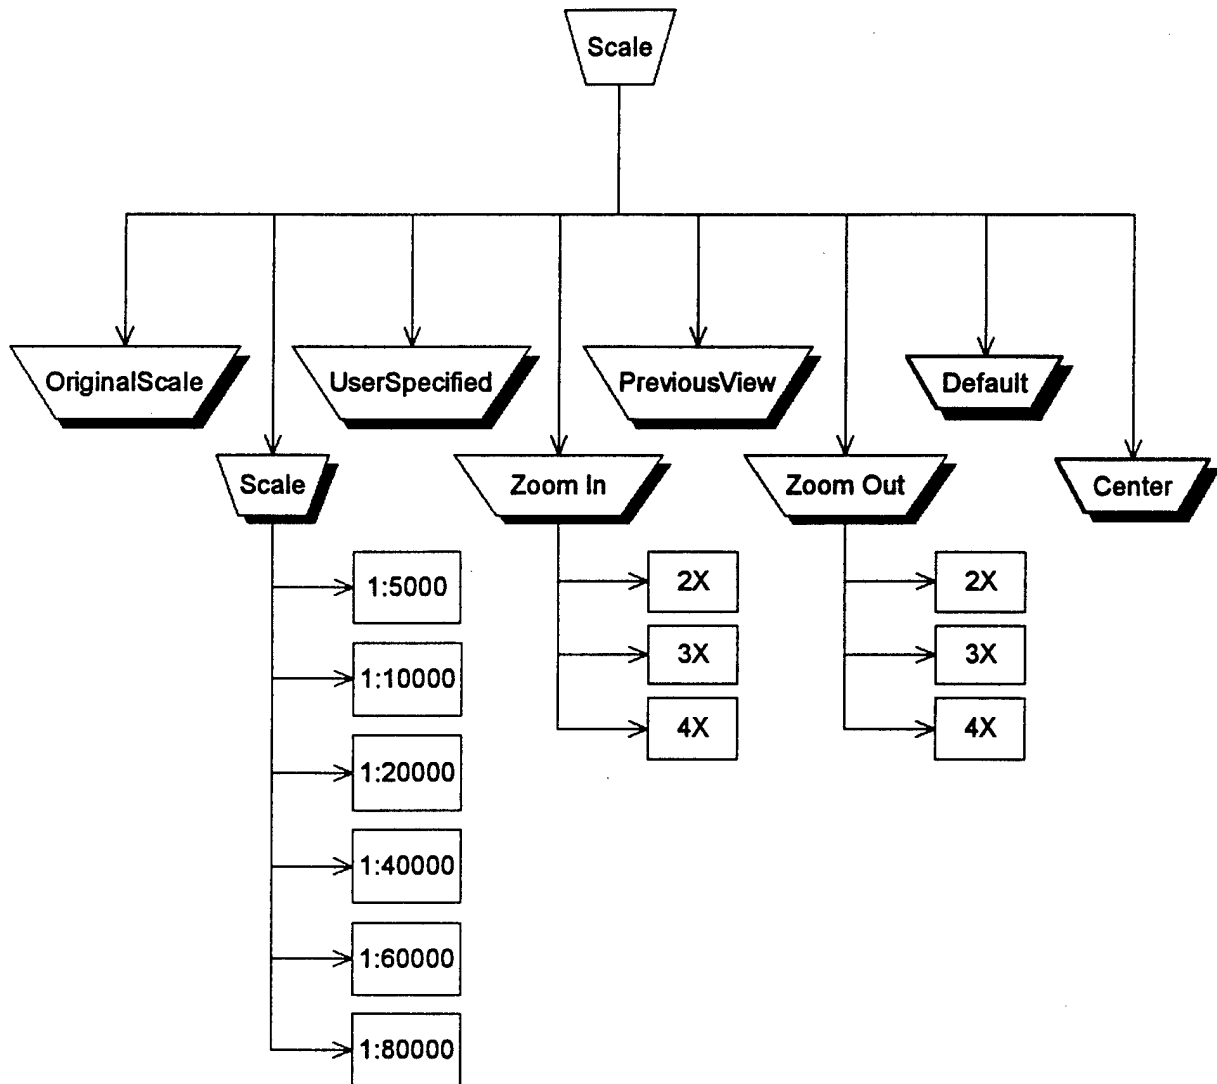 Scale
OriginalScale
UserSpecified
PreviousView
Default
Scale
Zoom In
Zoom Out
Center
1:5000
1:10000
1:20000
1:40000
1:60000
1:80000
2X
3X
4X
2X
3X
4X